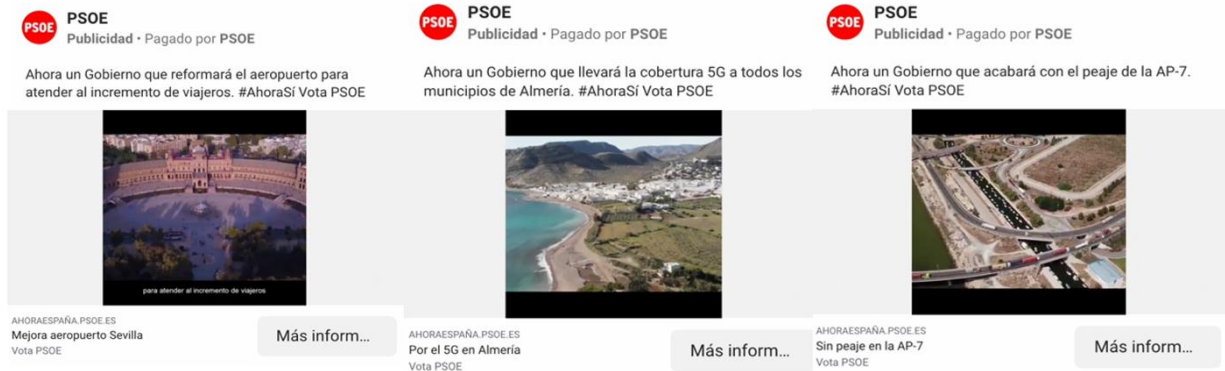 PSOE
PSOE
Publicidad • Pagado por PSOE
Ahora un Gobierno que reformará el aeropuerto para
atender al incremento de viajeros. #AhoraSí Vota PSOE
para atender al incremento de viajeros
AHORAESPAÑA.PSOE.ES
Mejora aeropuerto Sevilla
Vota PSOE
Más inform...
PSOE
PSOE
Publicidad • Pagado por PSOE
Ahora un Gobierno que llevará la cobertura 5G a todos los
municipios de Almería. #AhoraSí Vota PSOE
AHORAESPAÑA.PSOE.ES
Por el 5G en Almería
Vota PSOE
Más inform...
PSOE
PSOE
Publicidad • Pagado por PSOE
Ahora un Gobierno que acabará con el peaje de la AP-7.
#AhoraSí Vota PSOE
AHORAESPAÑA.PSOE.ES
Sin peaje en la AP-7
Vota PSOE
Más inform...